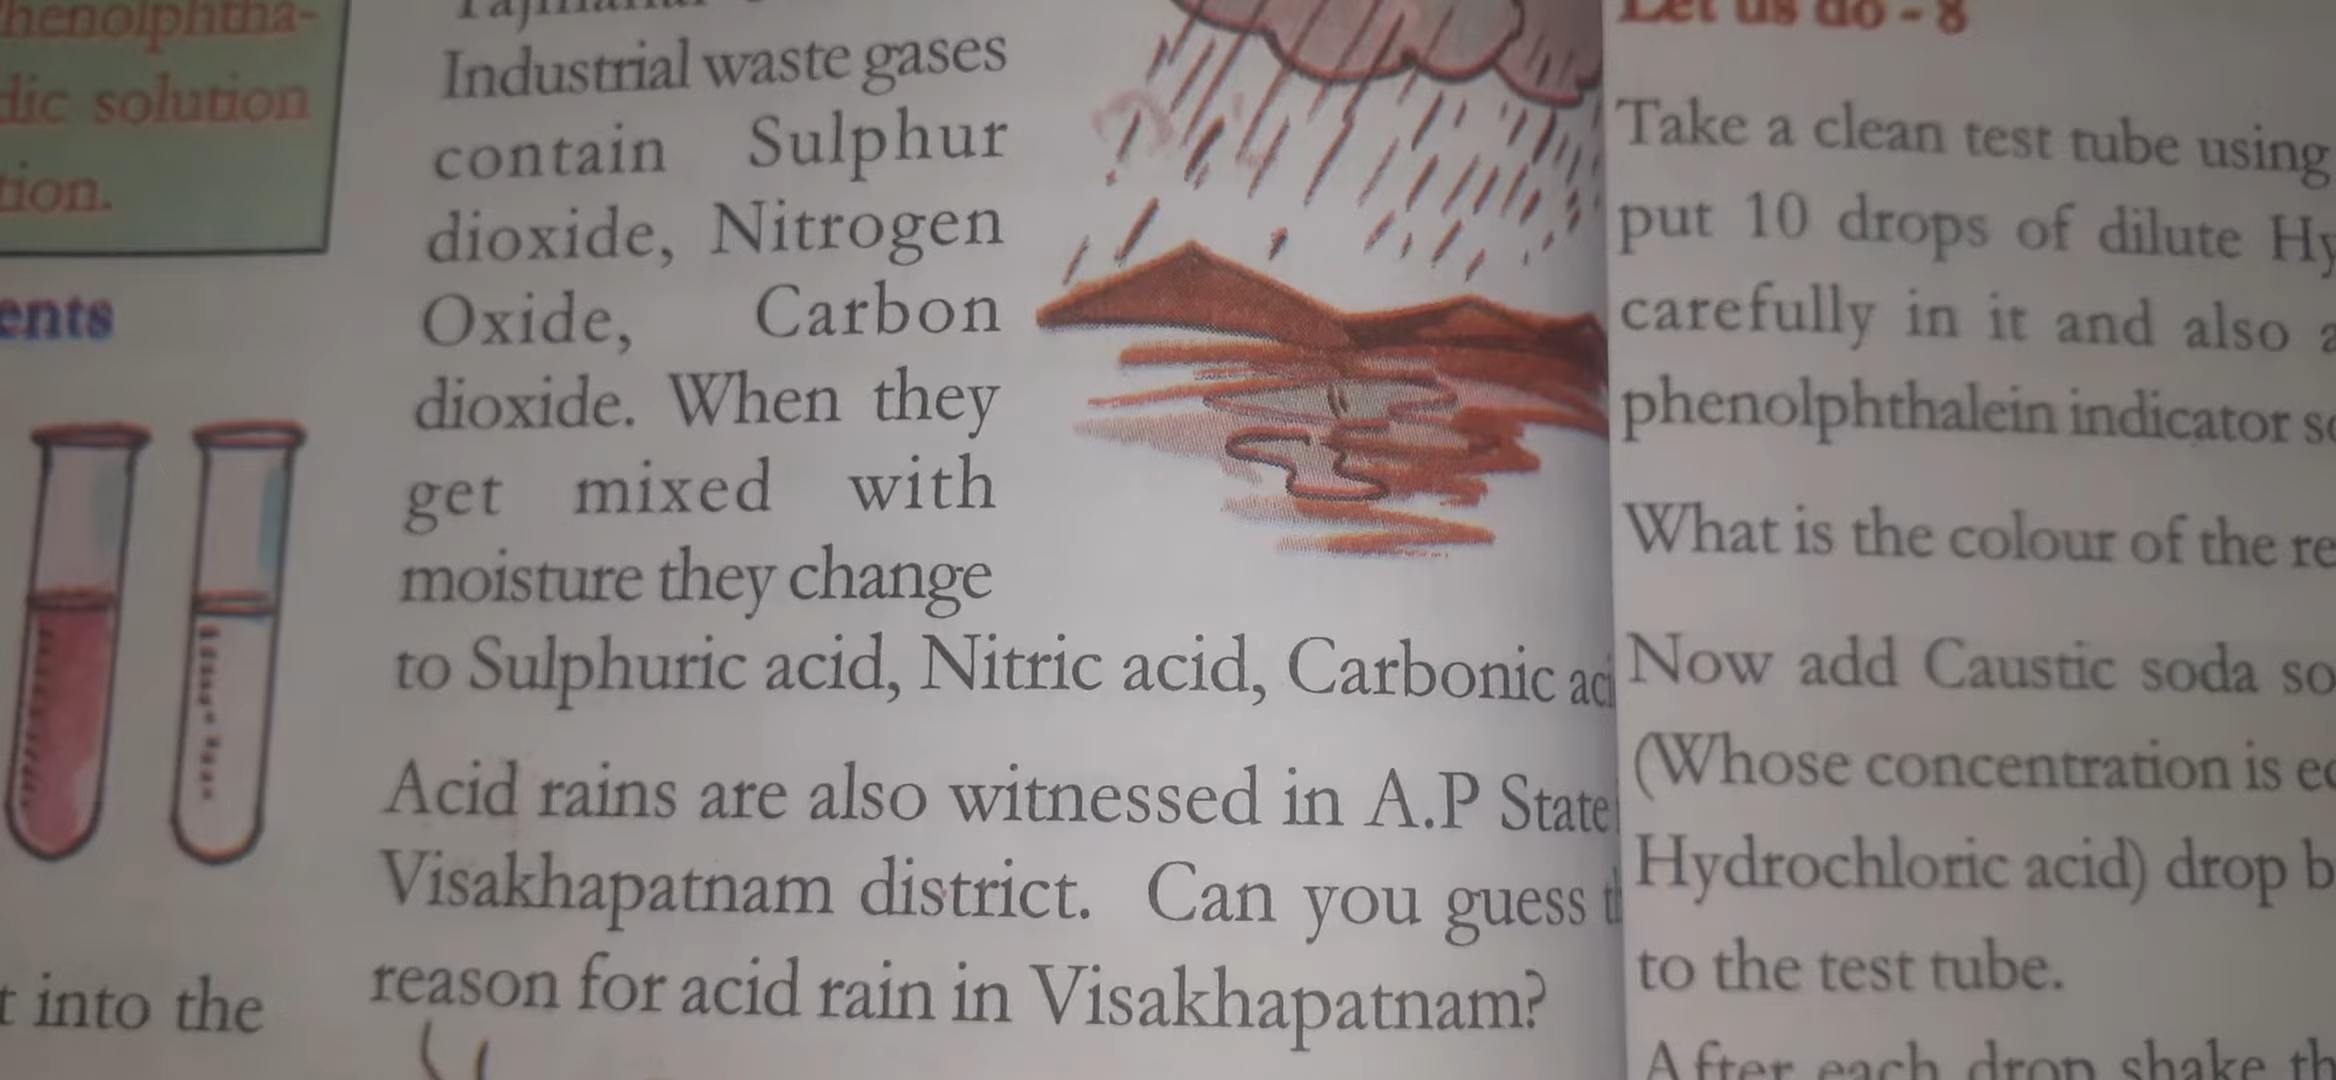 solution
ents
into the
Industrial waste gases
contain Sulphur
dioxide, Nitrogen
Oxide, Carbon
dioxide. When they
get mixed with
moisture they change
to Sulphuric acid, Nitric acid, Carbonic aci
Acid rains are also witnessed in A.P State
Visakhapatnam district. Can you guess
reason for acid rain in Visakhapatnam?
Let us do - 8
Take a clean test tube using
put 10 drops of dilute Hy
carefully in it and also a
phenolphthalein indicator so
What is the colour of the re
Now add Caustic soda so
(Whose concentration is
Hydrochloric acid) drop b
to the test tube.
After each drop shake th